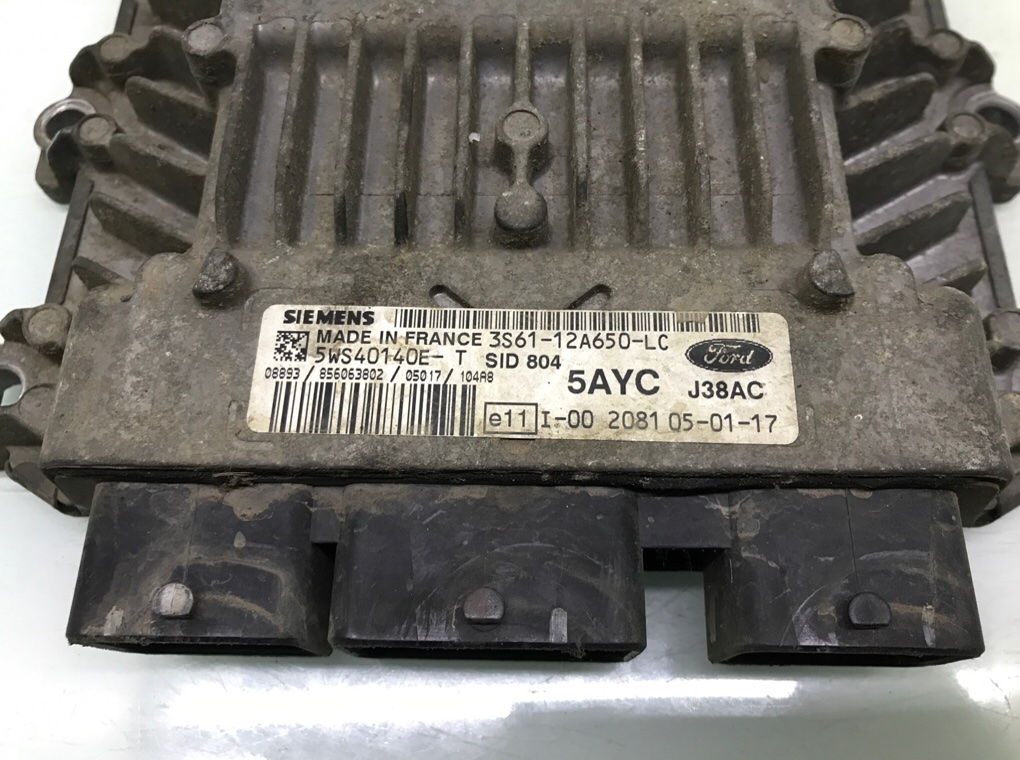 SIEMENS
MADE IN FRANCE 3S61-12A650-LC
5WS40140E- T SID 804
Ford
08893/856063802/05017/104A8
5AYC J38AC
e11 I-00 2081 05-01-17